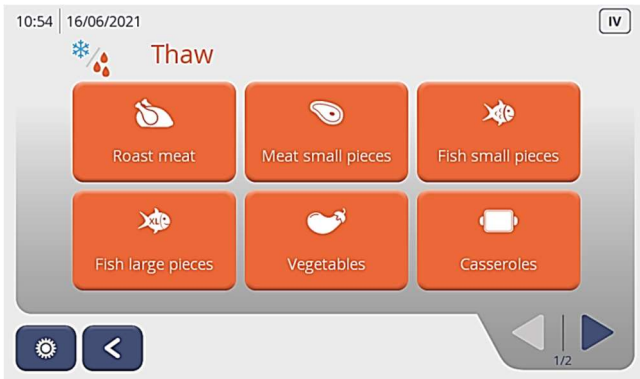 10:54 16/06/2021
IV
Thaw
Roast meat
Meat small pieces
Fish small pieces
XL
Fish large pieces
Vegetables
Casseroles
1/2